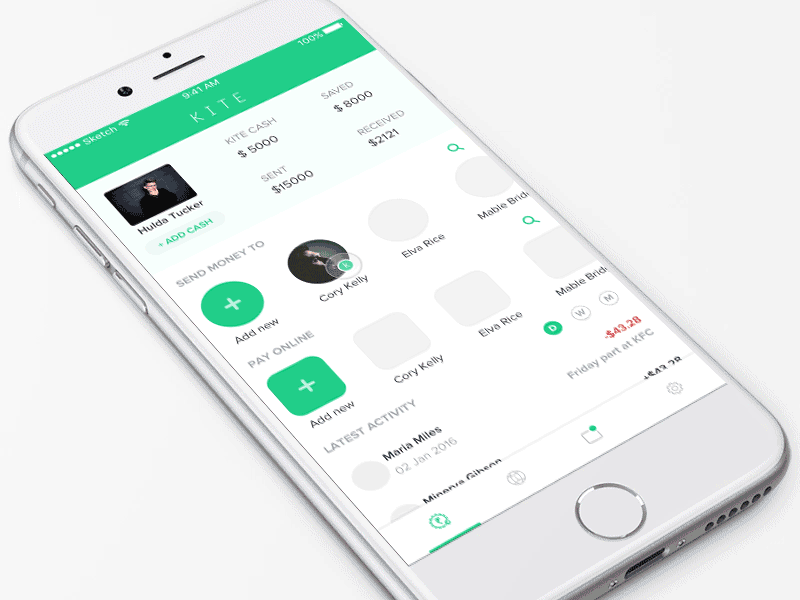 Sketch 9:41 AM 100%
KITE
Hulda Tucker
+ ADD CASH
KITE CASH
$ 5000
SAVED
$ 8000
SENT
$15000
RECEIVED
$2121
SEND MONEY TO
Add new
Cory Kelly
Elva Rice
Mable Brid
PAY ONLINE
Add new
Cory Kelly
Elva Rice
Mable Bride
LATEST ACTIVITY
D W M
Maria Miles
02 Jan 2016
-$43.28
Friday part at KFC
Minerva Gibson
+$43.28